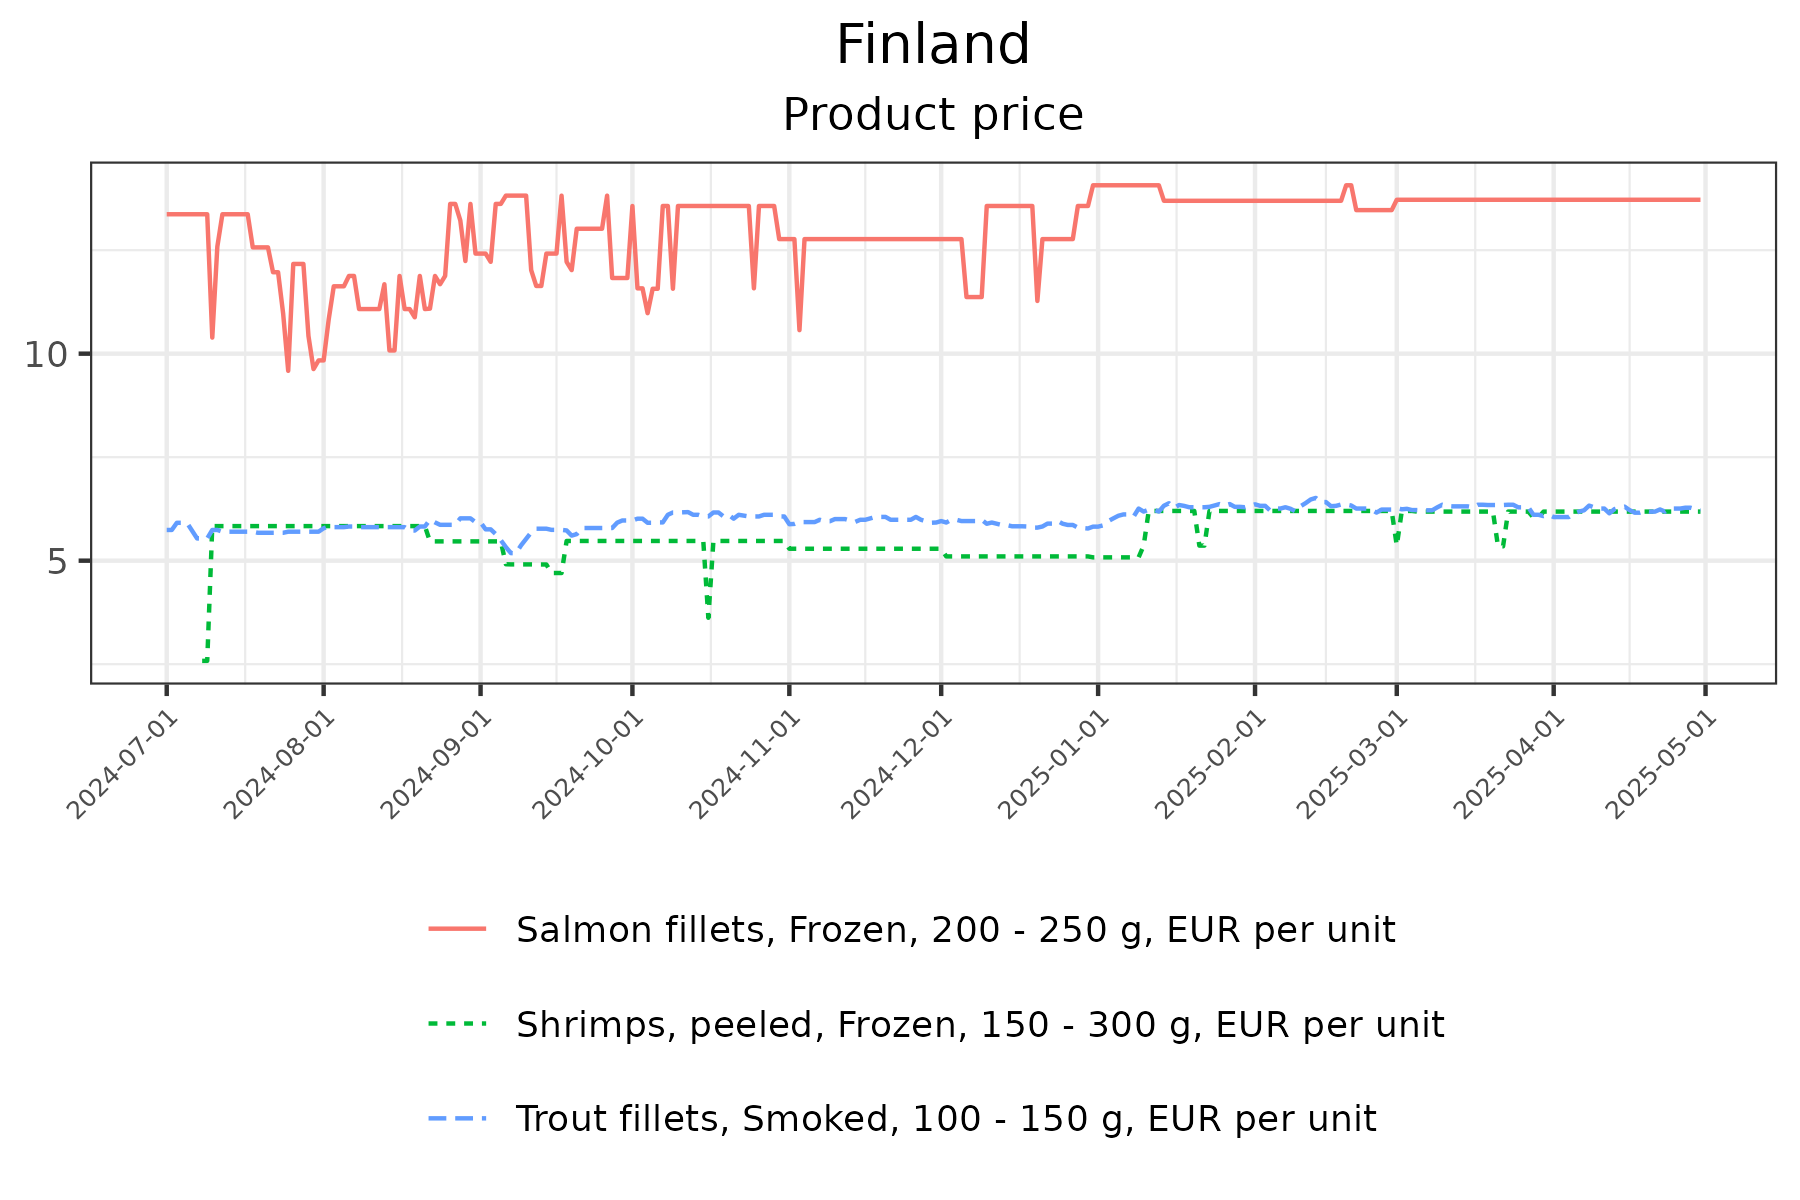 Finland
Product price
10
5
2024-07-01
2024-08-01
2024-09-01
2024-10-01
2024-11-01
2024-12-01
2025-01-01
2025-02-01
2025-03-01
2025-04-01
2025-05-01
Salmon fillets, Frozen, 200 - 250 g, EUR per unit
Shrimps, peeled, Frozen, 150 - 300 g, EUR per unit
Trout fillets, Smoked, 100 - 150 g, EUR per unit